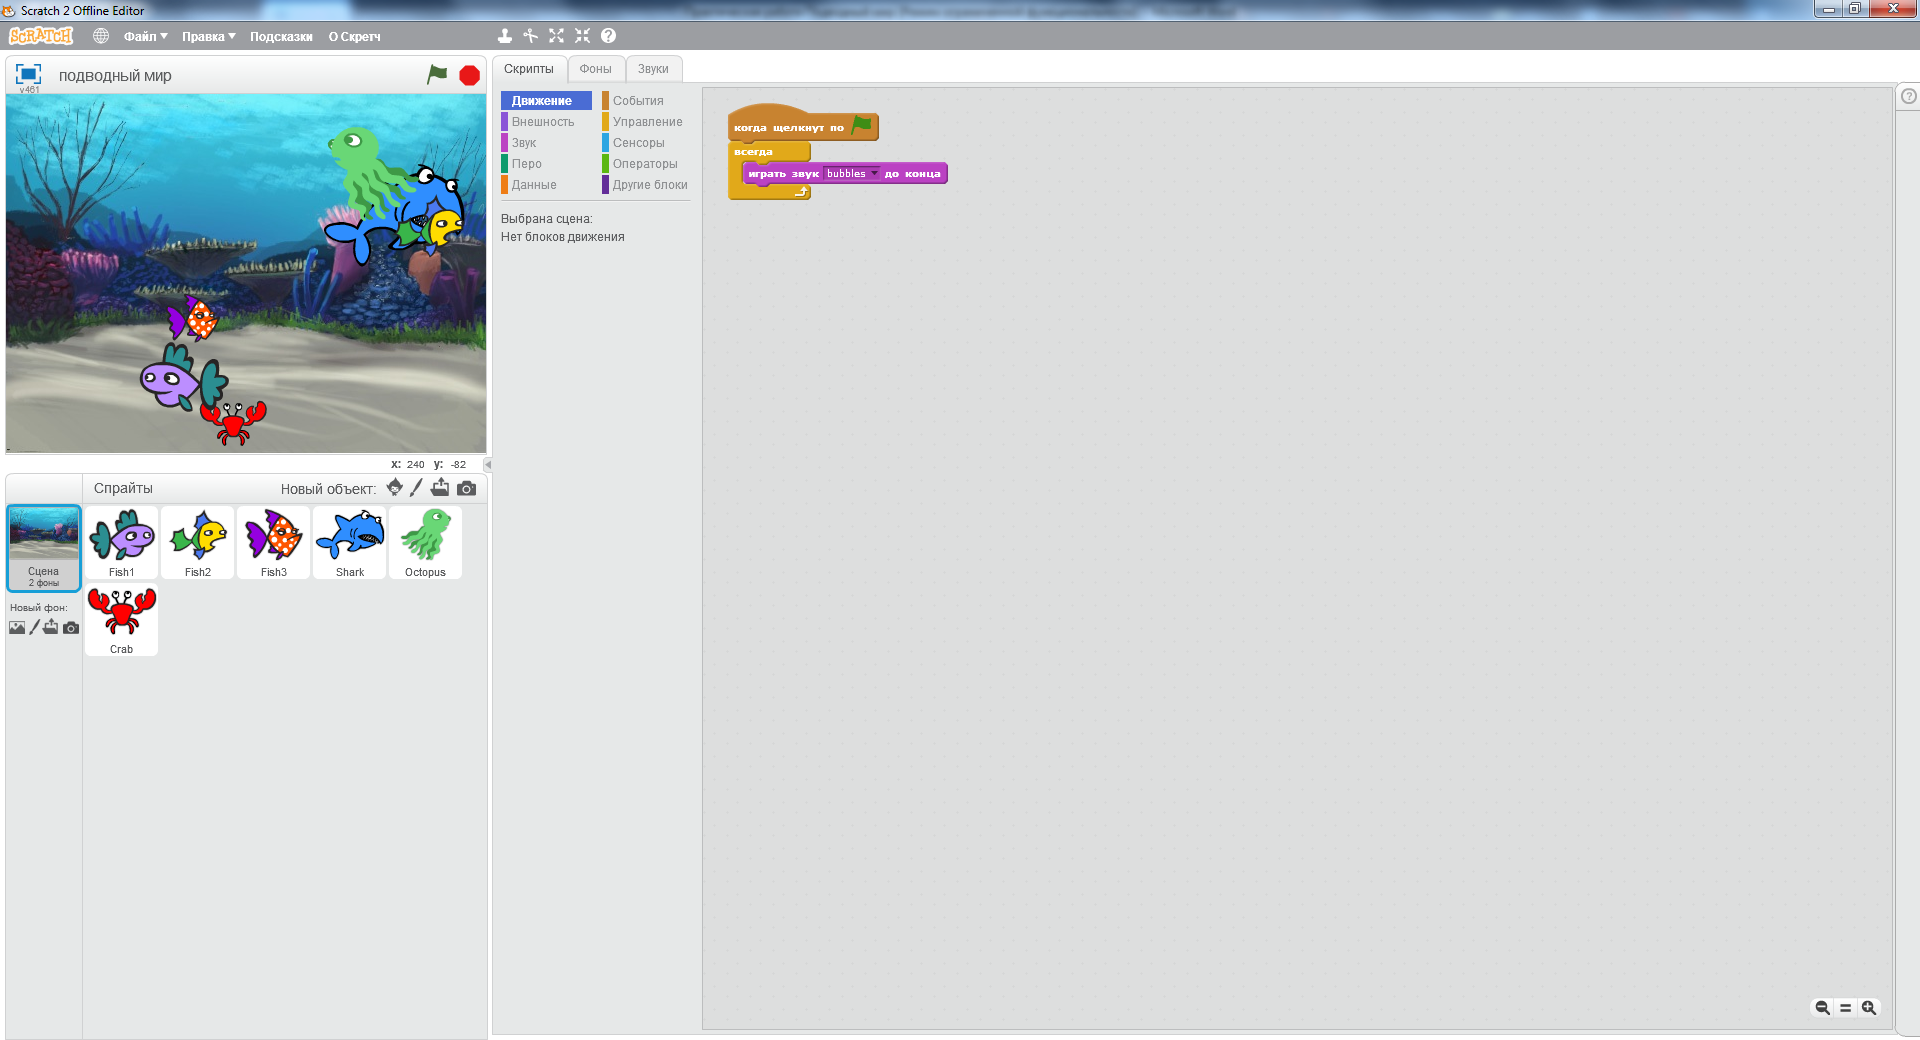 Scratch 2 Offline Editor
SCRATCH
Файл
Правка
Подсказки
О Скретч
подводный мир
v461
Скрипты
Фоны
Звуки
Движение
События
Внешность
Управление
Звук
Сенсоры
Перо
Операторы
Данные
Другие блоки
Выбрана сцена:
Нет блоков движения
когда щелкнут по
всегда
играть звук bubbles до конца
x: 240 y: -82
Спрайты
Новый объект:
Сцена
2 фоны
Новый фон:
Fish1
Fish2
Fish3
Shark
Octopus
Crab